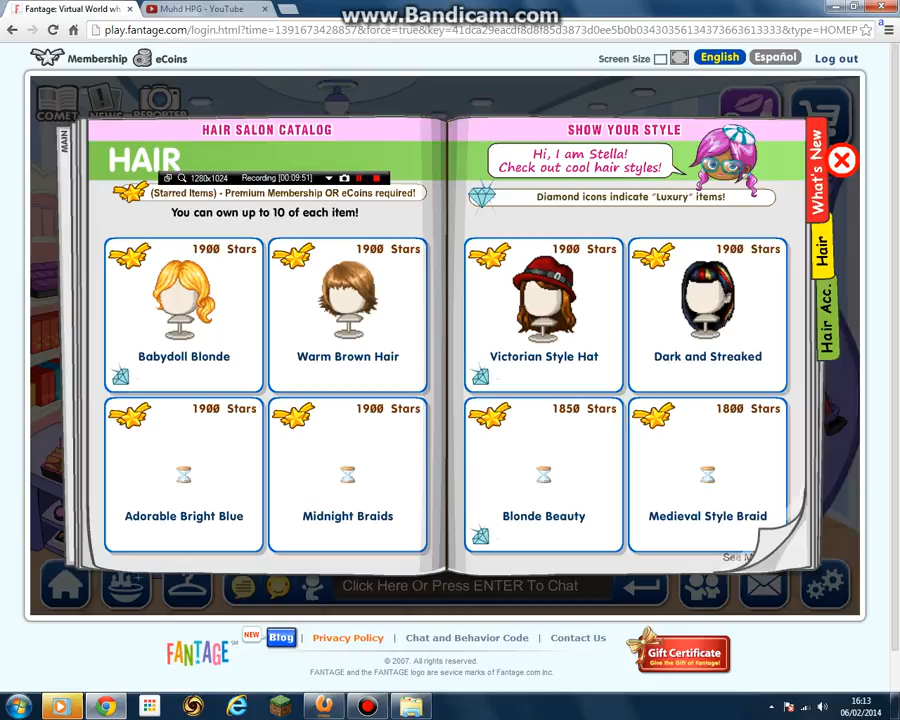 www.Bandicam.com
Fantage: Virtual World wh
Muhd HPG - YouTube
play.fantage.com/login.html?time=1391673428857&force=true&key=
Membership
eCoins
Screen Size
English
Español
Log out
COMET
NEWS
REPORTER
MAIN
HAIR SALON CATALOG
SHOW YOUR STYLE
HAIR
Hi, I am Stella!
Check out cool hair styles!
1280x1024
Recording [00:09:51]
(Starred Items) - Premium Membership OR eCoins required!
Diamond icons indicate "Luxury" items!
You can own up to 10 of each item!
What's New
Hair
Hair Acc.
1900 Stars
1900 Stars
1900 Stars
1900 Stars
Babydoll Blonde
Warm Brown Hair
Victorian Style Hat
Dark and Streaked
1900 Stars
1900 Stars
1850 Stars
1800 Stars
Adorable Bright Blue
Midnight Braids
Blonde Beauty
Medieval Style Braid
See M
Click Here Or Press ENTER To Chat
FANTAGE
NEW
Blog
Privacy Policy
Chat and Behavior Code
Contact Us
Gift Certificate
Give the Gift of Fantage!
© 2007. All rights reserved.
FANTAGE and the FANTAGE logo are sevice marks of Fantage.com Inc.
16:13
06/02/2014